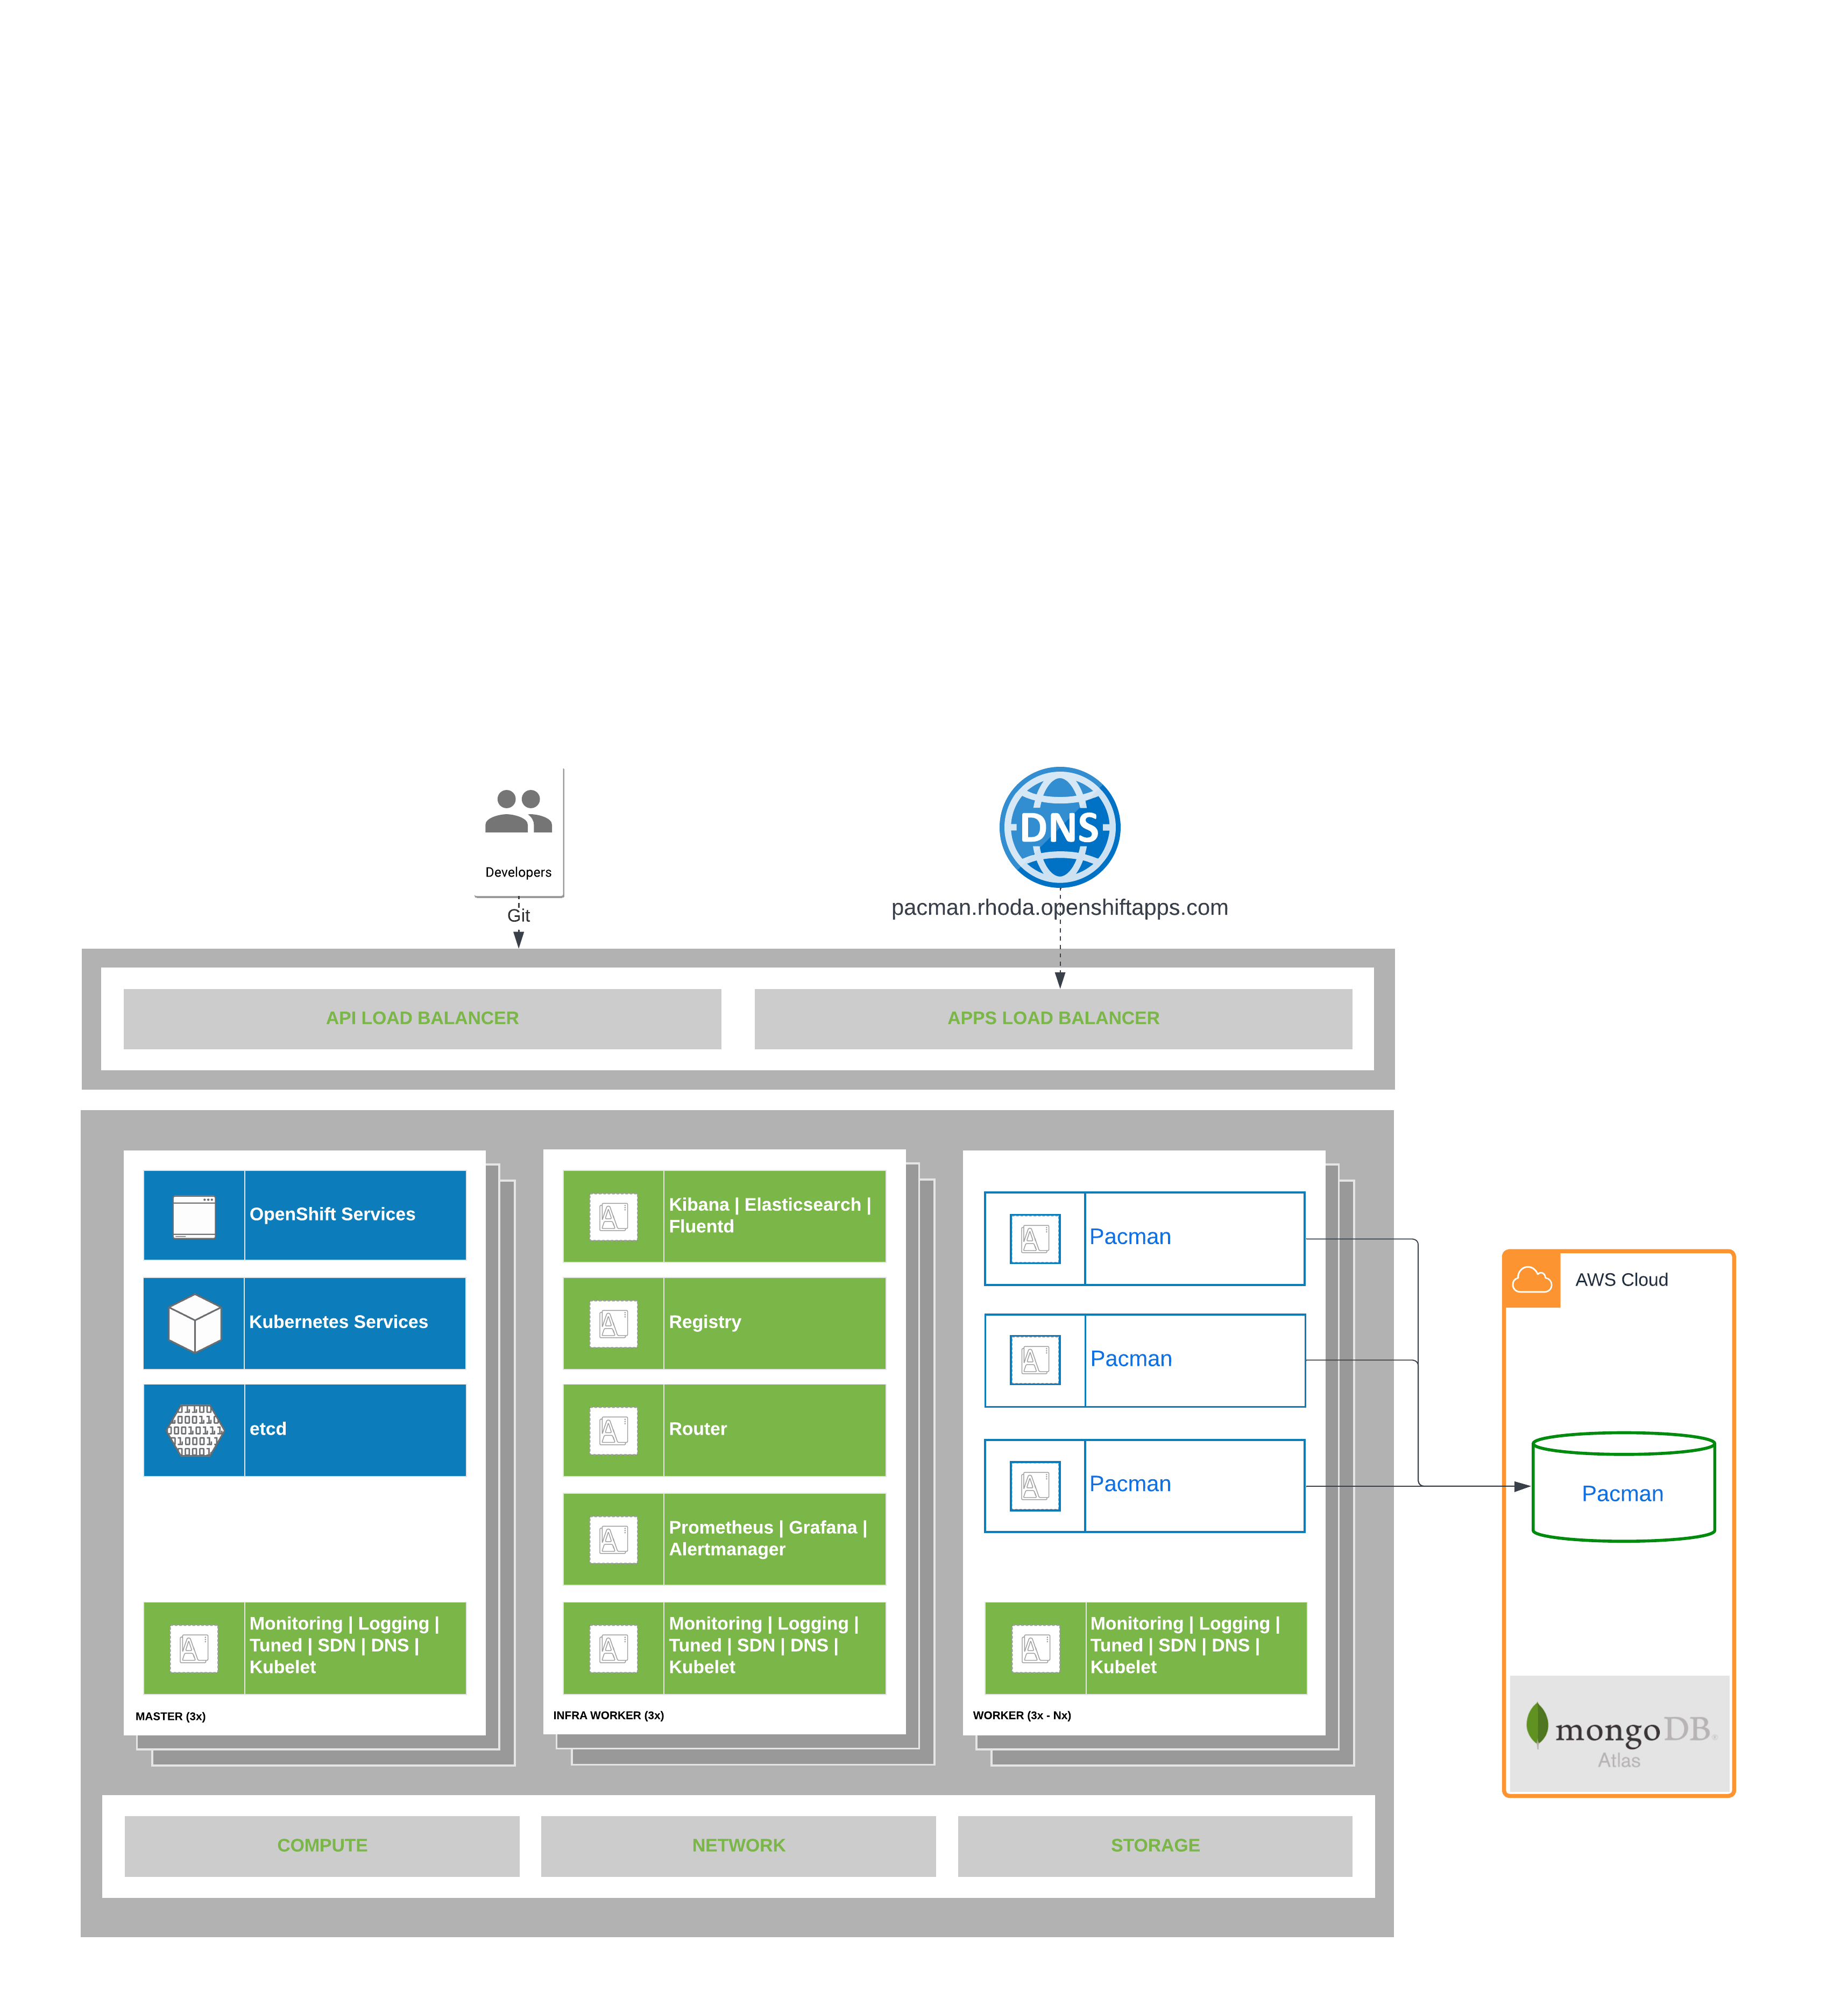 DNS
Developers
Git
pacman.rhoda.openshiftapps.com
API LOAD BALANCER
APPS LOAD BALANCER
OpenShift Services
Kubernetes Services
etcd
Monitoring | Logging |
Tuned | SDN | DNS |
Kubelet
MASTER (3x)
Kibana | Elasticsearch |
Fluentd
Registry
Router
Prometheus | Grafana |
Alertmanager
Monitoring | Logging |
Tuned | SDN | DNS |
Kubelet
INFRA WORKER (3x)
Pacman
Pacman
Pacman
Monitoring | Logging |
Tuned | SDN | DNS |
Kubelet
WORKER (3x - Nx)
AWS Cloud
Pacman
mongoDB®
Atlas
COMPUTE
NETWORK
STORAGE